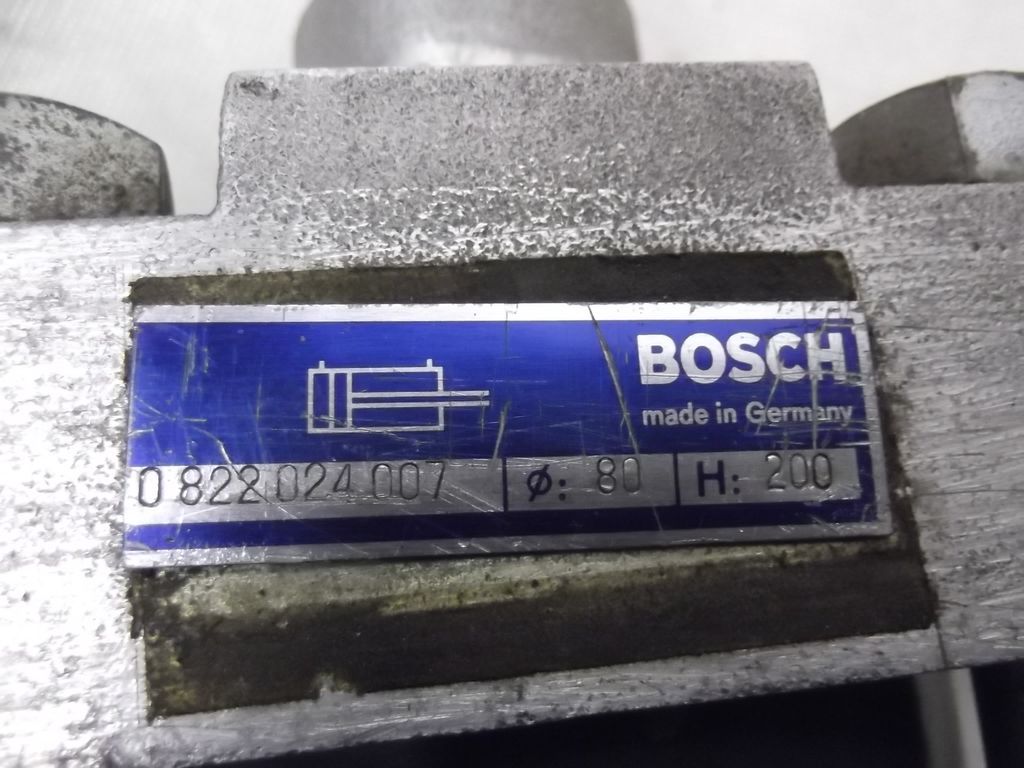 BOSCH
made in Germany
0 822 024 007 Ø: 80 H: 200